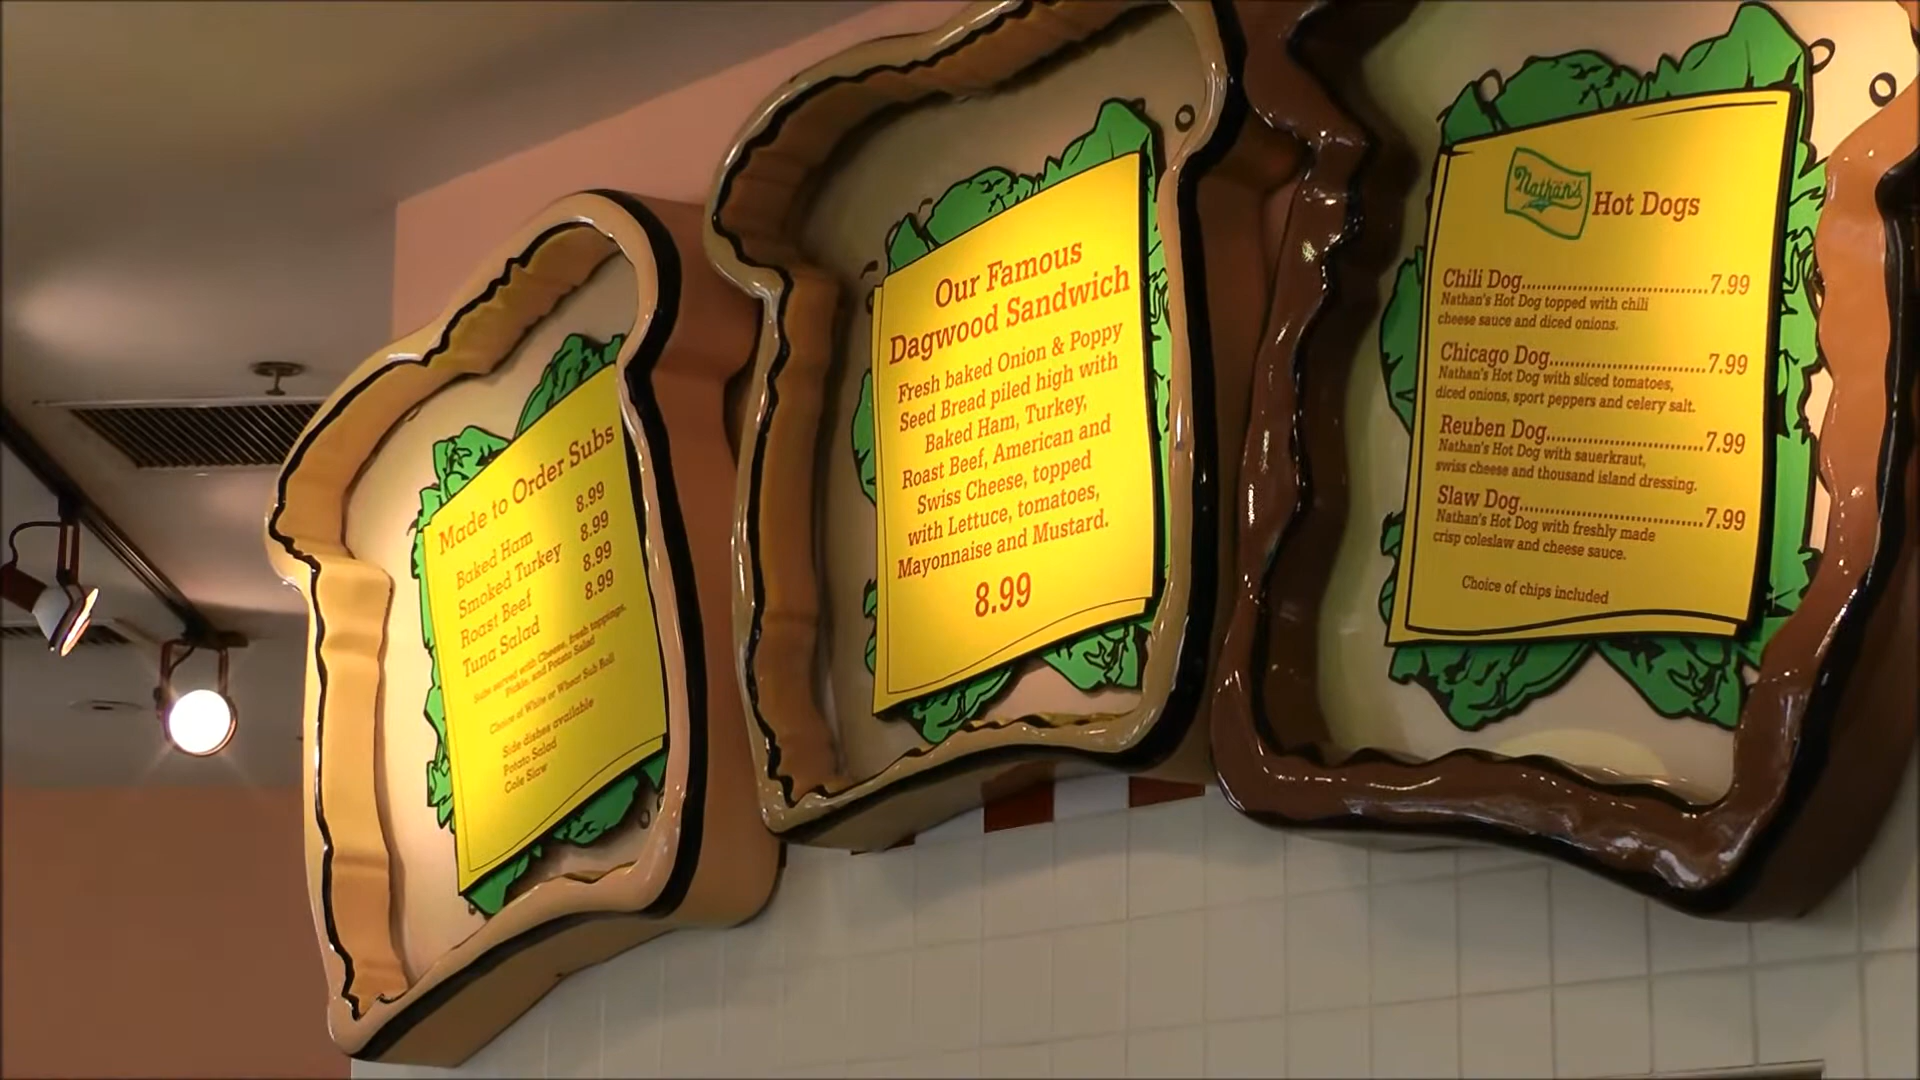 Made to Order Subs
Baked Ham 8.99
Smoked Turkey 8.99
Roast Beef 8.99
Tuna Salad 8.99
Subs served with Cheese, fresh toppings,
Pickle, and Potato Salad
Choice of White or Wheat Sub Roll
Side dishes available
Potato Salad
Cole Slaw
Our Famous
Dagwood Sandwich
Fresh baked Onion & Poppy
Seed Bread piled high with
Baked Ham, Turkey,
Roast Beef, American and
Swiss Cheese, topped
with Lettuce, tomatoes,
Mayonnaise and Mustard.
8.99
Nathan's Hot Dogs
Chili Dog........................................7.99
Nathan's Hot Dog topped with chili
cheese sauce and diced onions.
Chicago Dog.................................7.99
Nathan's Hot Dog with sliced tomatoes,
diced onions, sport peppers and celery salt.
Reuben Dog.................................7.99
Nathan's Hot Dog with sauerkraut,
swiss cheese and thousand island dressing.
Slaw Dog.......................................7.99
Nathan's Hot Dog with freshly made
crisp coleslaw and cheese sauce.
Choice of chips included